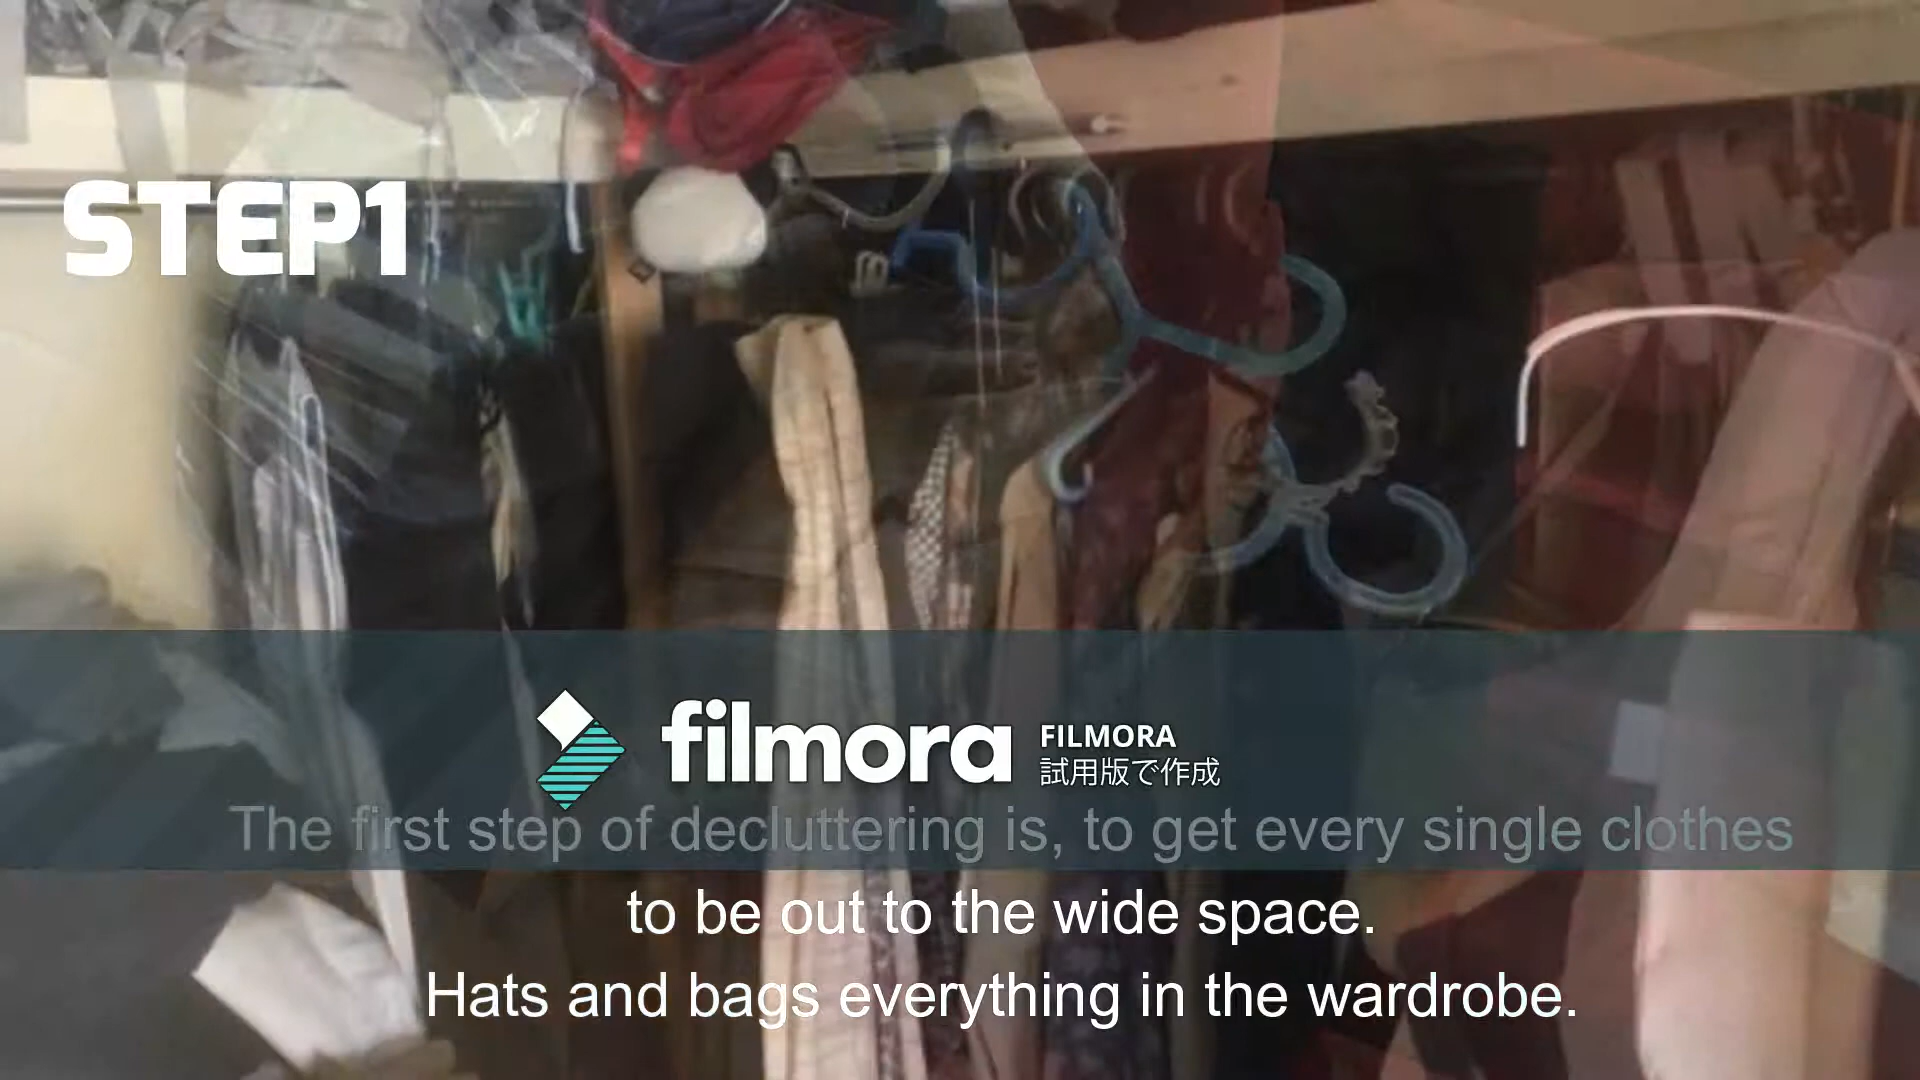 STEP1
filmora
FILMORA
試用版で作成
The first step of decluttering is, to get every single clothes
to be out to the wide space.
Hats and bags everything in the wardrobe.